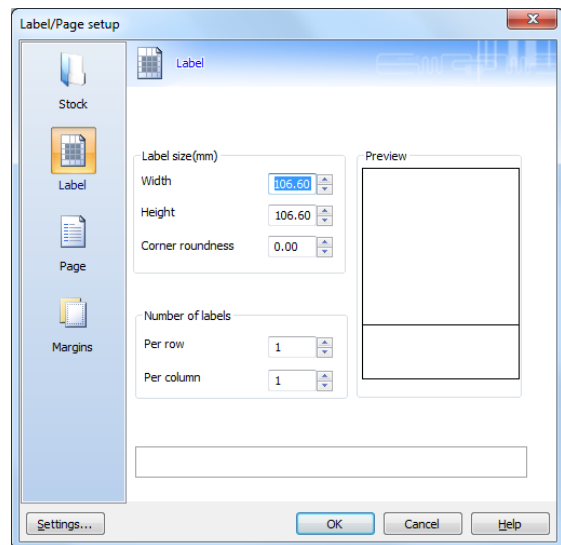 Label/Page setup
Label
Stock
Label
Page
Margins
Label size(mm)
Width 106.60
Height 106.60
Corner roundness 0.00
Preview
Number of labels
Per row 1
Per column 1
Settings...
OK
Cancel
Help